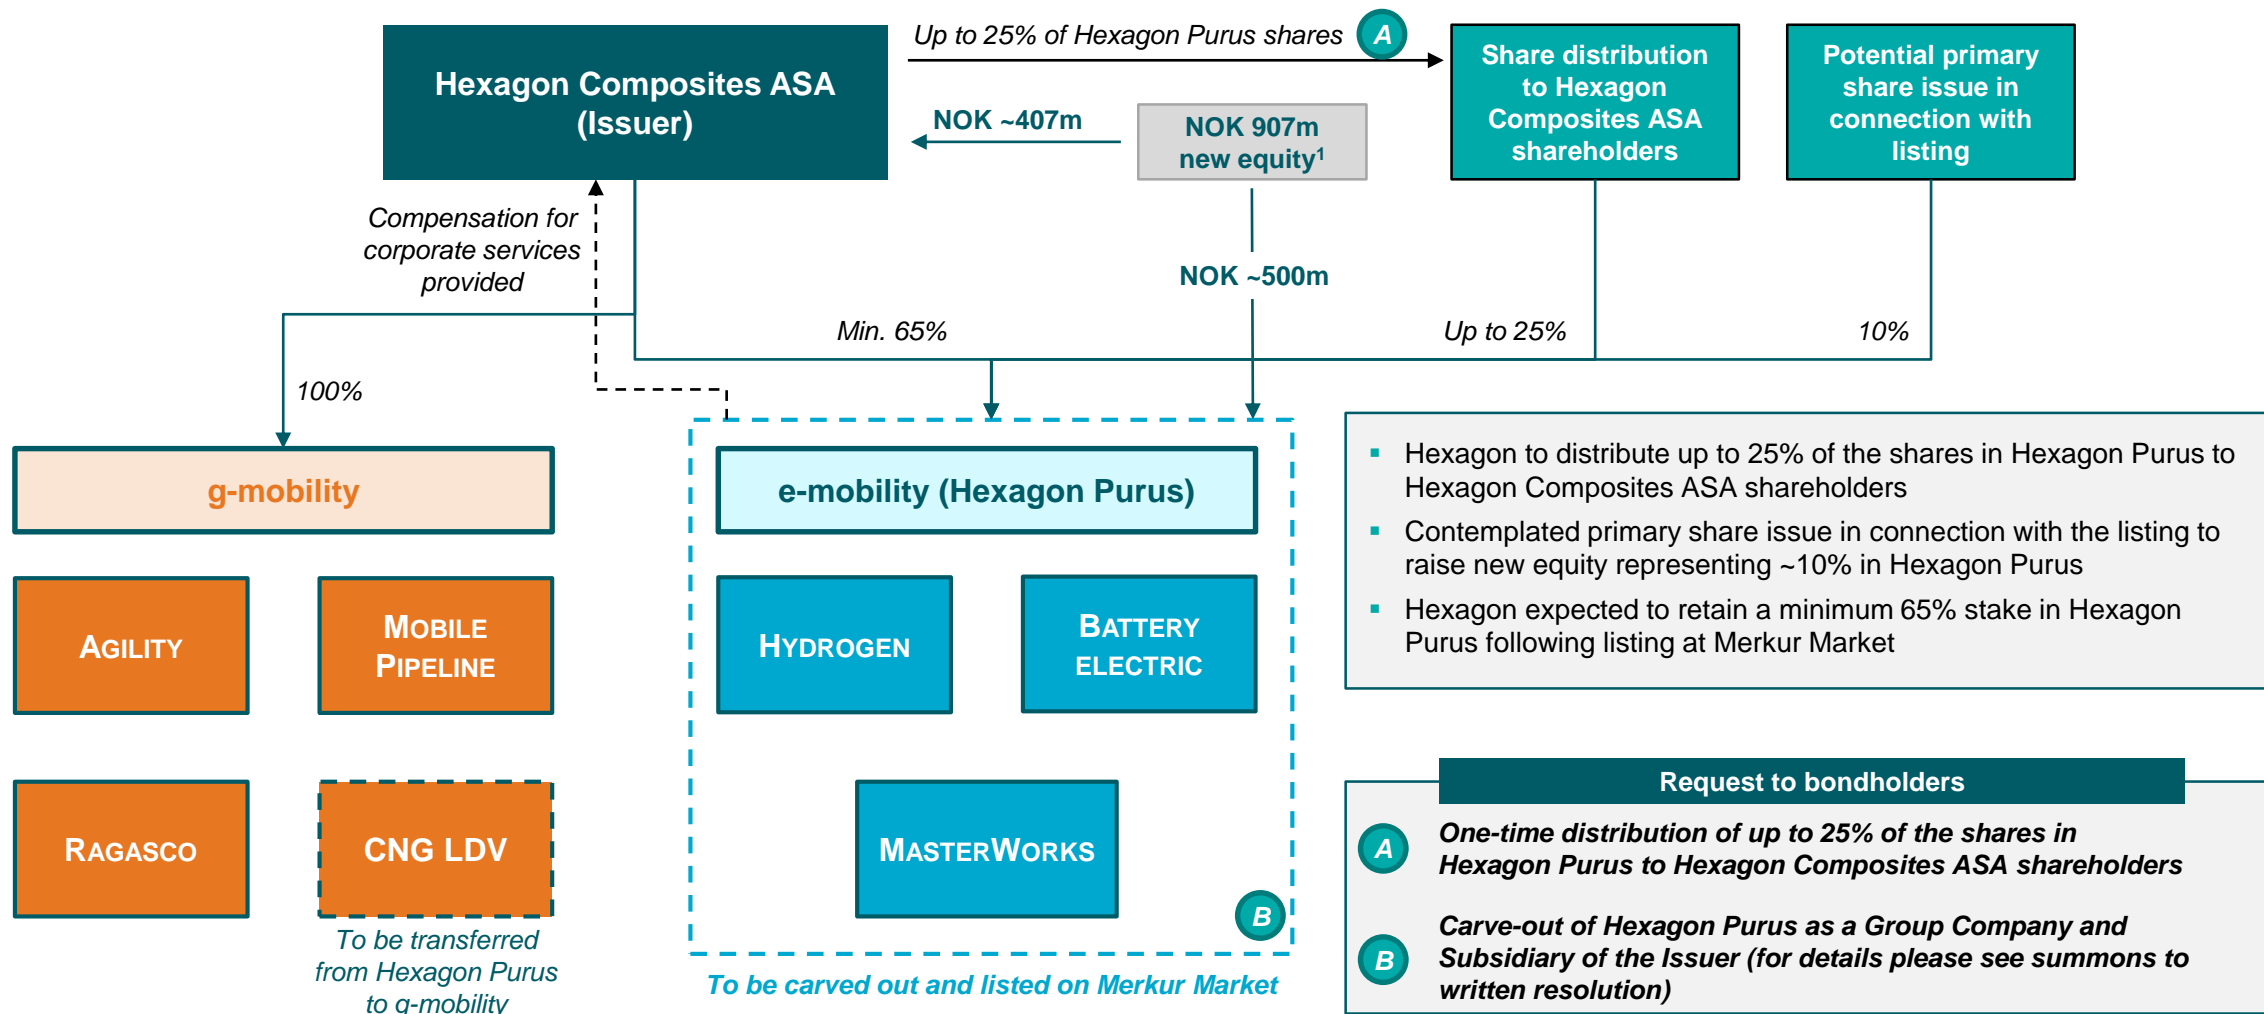 Hexagon Composites ASA
(Issuer)
Up to 25% of Hexagon Purus shares
A
NOK ~407m
NOK 907m
new equity1
Share distribution
to Hexagon
Composites ASA
shareholders
Potential primary
share issue in
connection with
listing
Compensation for
corporate services
provided
NOK ~500m
Min. 65%
Up to 25%
10%
100%
g-mobility
AGILITY
MOBILE
PIPELINE
RAGASCO
CNG LDV
To be transferred
from Hexagon Purus
to g-mobility
e-mobility (Hexagon Purus)
HYDROGEN
BATTERY
ELECTRIC
MASTERWORKS
B
To be carved out and listed on Merkur Market
▪ Hexagon to distribute up to 25% of the shares in Hexagon Purus to
Hexagon Composites ASA shareholders
▪ Contemplated primary share issue in connection with the listing to
raise new equity representing ~10% in Hexagon Purus
▪ Hexagon expected to retain a minimum 65% stake in Hexagon
Purus following listing at Merkur Market
Request to bondholders
A
One-time distribution of up to 25% of the shares in
Hexagon Purus to Hexagon Composites ASA shareholders
B
Carve-out of Hexagon Purus as a Group Company and
Subsidiary of the Issuer (for details please see summons to
written resolution)